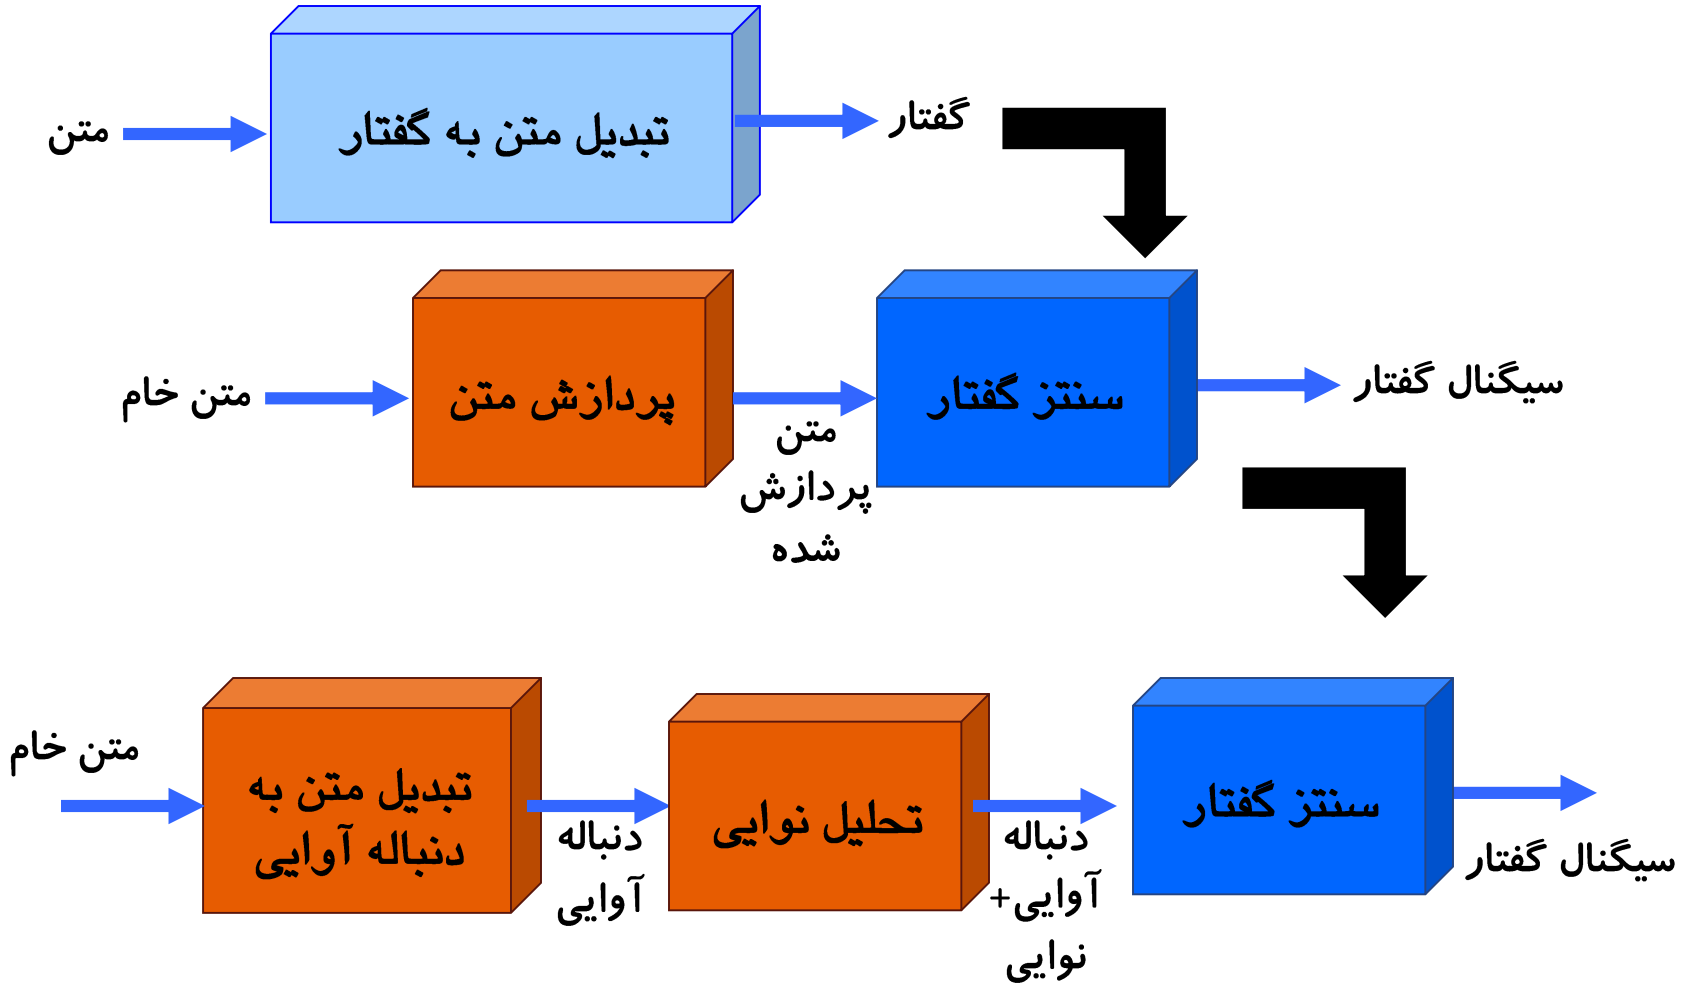 متن
تبدیل متن به گفتار
گفتار
متن خام
پردازش متن
متن
پردازش
شده
سنتز گفتار
سیگنال گفتار
متن خام
تبدیل متن به
دنباله آوایی
دنباله
آوایی
تحلیل نوایی
دنباله
آوایی+
نوایی
سنتز گفتار
سیگنال گفتار